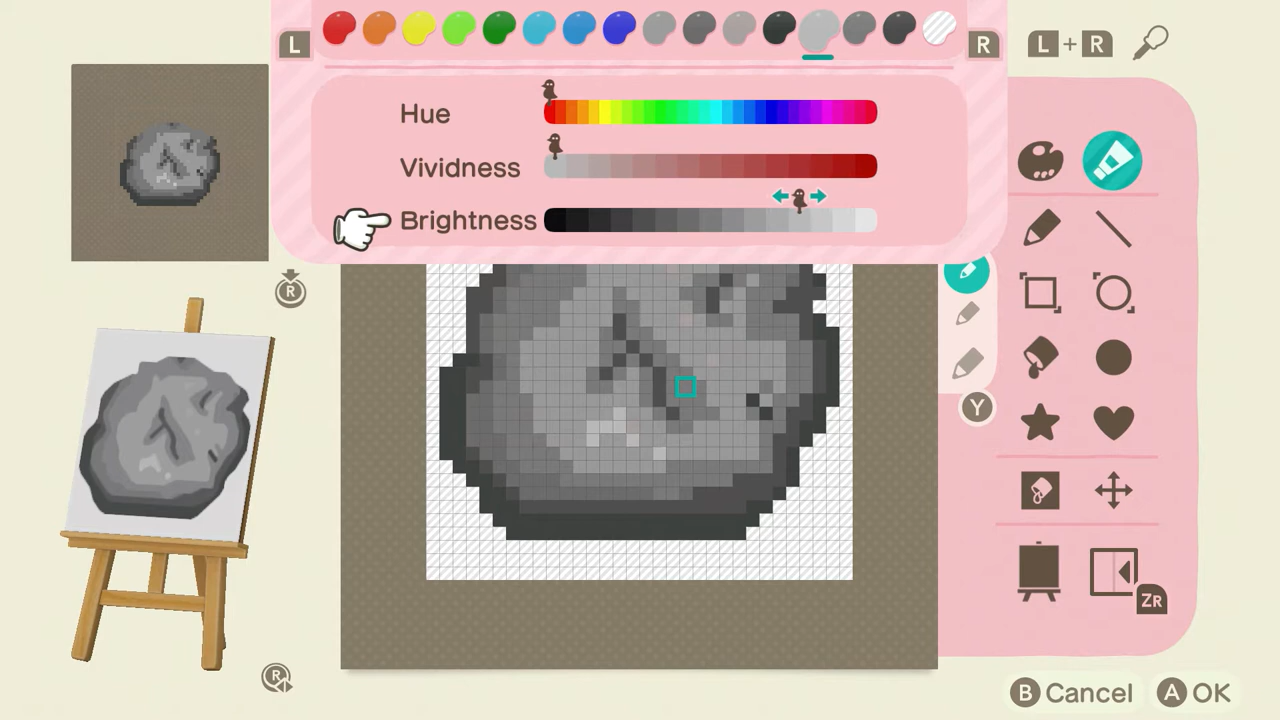 L
R
L + R
Hue
Vividness
Brightness
R
Y
ZR
R
B Cancel
A OK